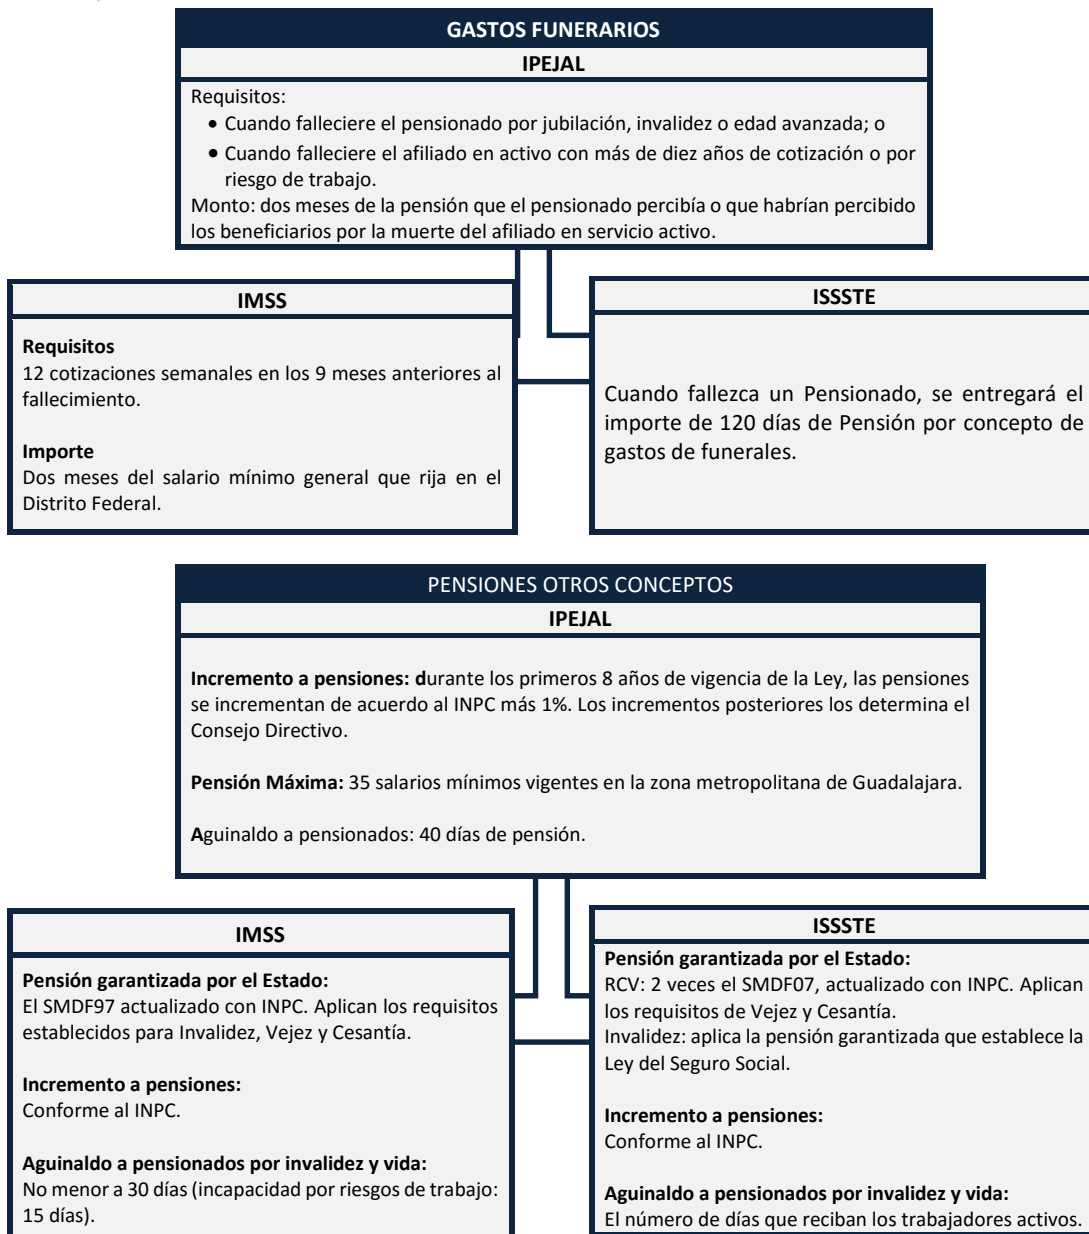 GASTOS FUNERARIOS
IPEJAL
Requisitos:
• Cuando falleciere el pensionado por jubilación, invalidez o edad avanzada; o
• Cuando falleciere el afiliado en activo con más de diez años de cotización o por
riesgo de trabajo.
Monto: dos meses de la pensión que el pensionado percibía o que habrían percibido
los beneficiarios por la muerte del afiliado en servicio activo.
IMSS
Requisitos
12 cotizaciones semanales en los 9 meses anteriores al
fallecimiento.
Importe
Dos meses del salario mínimo general que rija en el
Distrito Federal.
ISSSTE
Cuando fallezca un Pensionado, se entregará el
importe de 120 días de Pensión por concepto de
gastos de funerales.
PENSIONES OTROS CONCEPTOS
IPEJAL
Incremento a pensiones: durante los primeros 8 años de vigencia de la Ley, las pensiones
se incrementan de acuerdo al INPC más 1%. Los incrementos posteriores los determina el
Consejo Directivo.
Pensión Máxima: 35 salarios mínimos vigentes en la zona metropolitana de Guadalajara.
Aguinaldo a pensionados: 40 días de pensión.
IMSS
Pensión garantizada por el Estado:
El SMDF97 actualizado con INPC. Aplican los requisitos
establecidos para Invalidez, Vejez y Cesantía.
Incremento a pensiones:
Conforme al INPC.
Aguinaldo a pensionados por invalidez y vida:
No menor a 30 días (incapacidad por riesgos de trabajo:
15 días).
ISSSTE
Pensión garantizada por el Estado:
RCV: 2 veces el SMDF07, actualizado con INPC. Aplican
los requisitos de Vejez y Cesantía.
Invalidez: aplica la pensión garantizada que establece la
Ley del Seguro Social.
Incremento a pensiones:
Conforme al INPC.
Aguinaldo a pensionados por invalidez y vida:
El número de días que reciban los trabajadores activos.